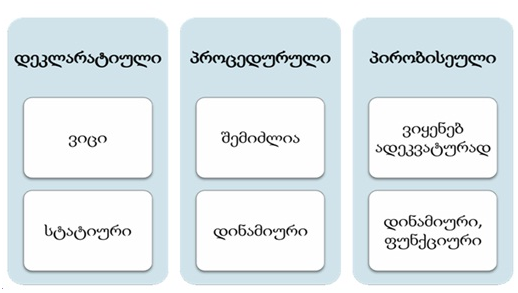 დეკლარატიული
ვიცი
სტატიური
პროცედურული
შემიძლია
დინამიური
პირობისეული
ვიყენებ
ადეკვატურად
დინამიური,
ფუნქციური